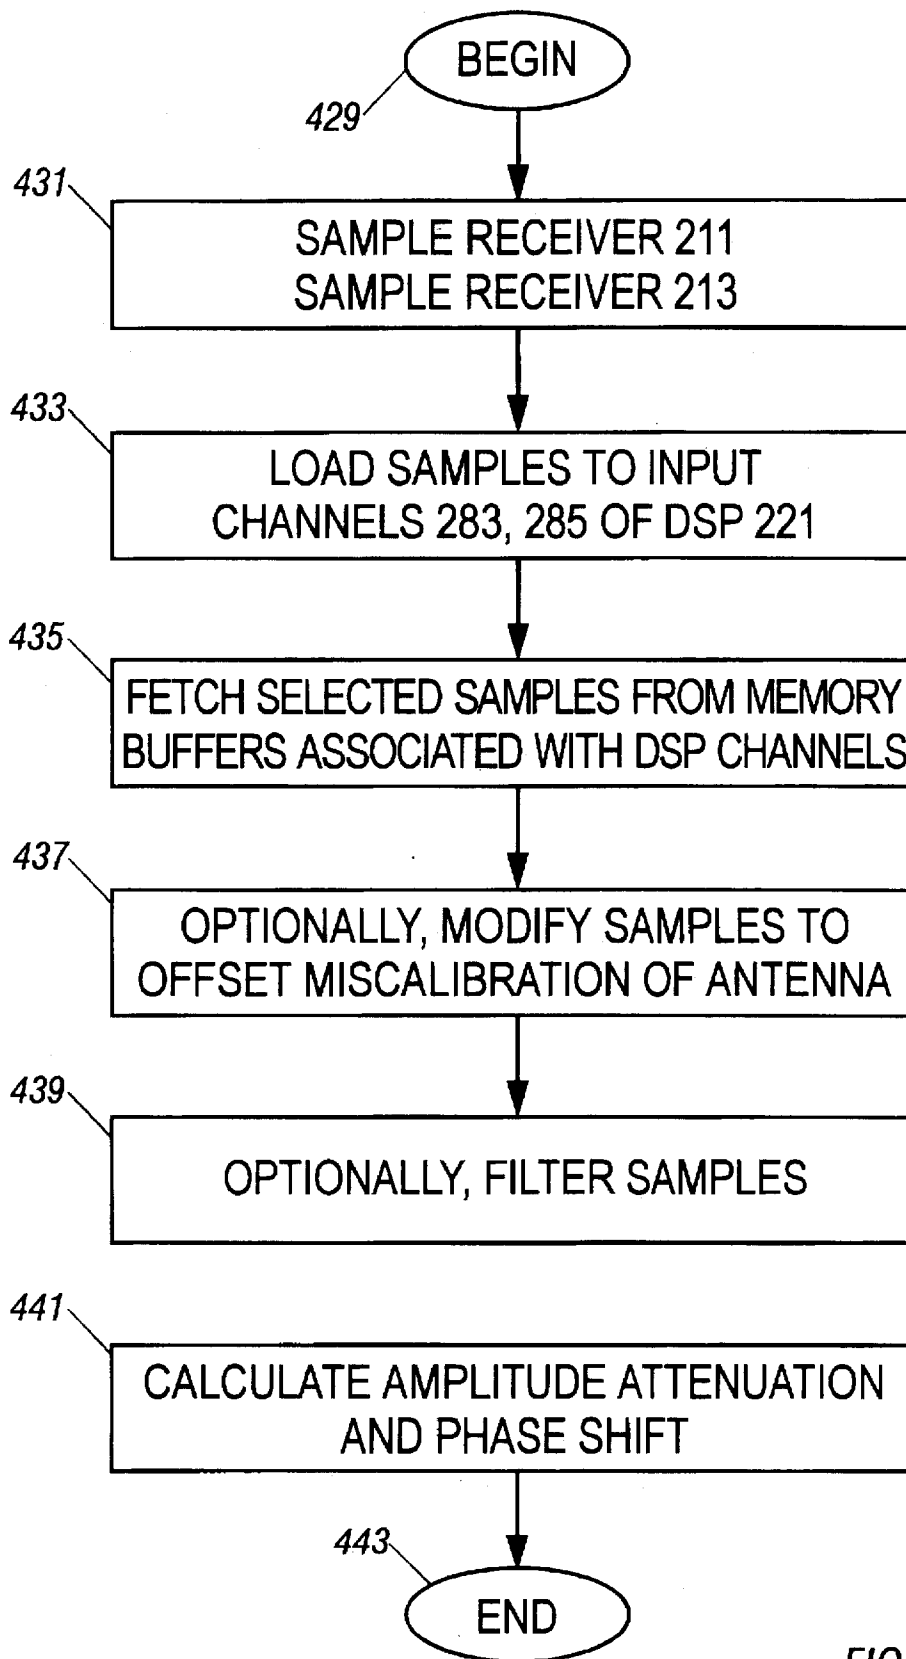 BEGIN
429
431
SAMPLE RECEIVER 211
SAMPLE RECEIVER 213
433
LOAD SAMPLES TO INPUT
CHANNELS 283, 285 OF DSP 221
435
FETCH SELECTED SAMPLES FROM MEMORY
BUFFERS ASSOCIATED WITH DSP CHANNELS
437
OPTIONALLY, MODIFY SAMPLES TO
OFFSET MISCALIBRATION OF ANTENNA
439
OPTIONALLY, FILTER SAMPLES
441
CALCULATE AMPLITUDE ATTENUATION
AND PHASE SHIFT
443
END